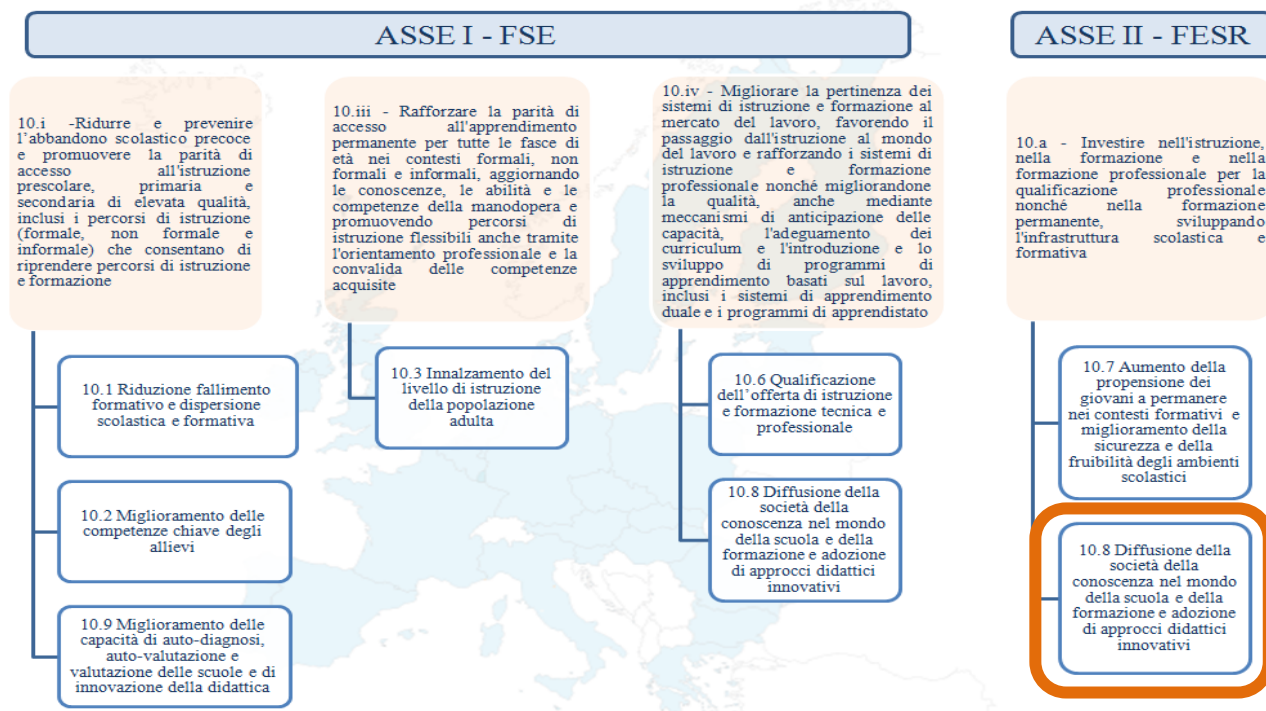 ASSE I - FSE
10.i -Ridurre e prevenire
l'abbandono scolastico precoce
e promuovere la parità di
accesso all'istruzione
prescolare, primaria e
secondaria di elevata qualità,
inclusi i percorsi di istruzione
(formale, non formale e
informale) che consentano di
riprendere percorsi di istruzione
e formazione
10.1 Riduzione fallimento
formativo e dispersione
scolastica e formativa
10.2 Miglioramento delle
competenze chiave degli
allievi
10.9 Miglioramento delle
capacità di auto-diagnosi,
auto-valutazione e
valutazione delle scuole e di
innovazione della didattica
10.iii - Rafforzare la parità di
accesso all'apprendimento
permanente per tutte le fasce di
età nei contesti formali, non
formali e informali, aggiornando
le conoscenze, le abilità e le
competenze della manodopera e
promuovendo percorsi di
istruzione flessibili anche tramite
l'orientamento professionale e la
convalida delle competenze
acquisite
10.3 Innalzamento del
livello di istruzione
della popolazione
adulta
10.iv - Migliorare la pertinenza dei
sistemi di istruzione e formazione al
mercato del lavoro, favorendo il
passaggio dall'istruzione al mondo
del lavoro e rafforzando i sistemi di
istruzione e formazione
professionale nonché migliorandone
la qualità, anche mediante
meccanismi di anticipazione delle
capacità, l'adeguamento dei
curriculum e l'introduzione e lo
sviluppo di programmi di
apprendimento basati sul lavoro,
inclusi i sistemi di apprendimento
duale e i programmi di apprendistato
10.6 Qualificazione
dell'offerta di istruzione
e formazione tecnica e
professionale
10.8 Diffusione della
società della
conoscenza nel mondo
della scuola e della
formazione e adozione
di approcci didattici
innovativi
ASSE II - FESR
10.a - Investire nell'istruzione,
nella formazione e nella
formazione professionale per la
qualificazione professionale
nonché nella formazione
permanente, sviluppando
l'infrastruttura scolastica e
formativa
10.7 Aumento della
propensione dei
giovani a permanere
nei contesti formativi e
miglioramento della
sicurezza e della
fruibilità degli ambienti
scolastici
10.8 Diffusione della
società della
conoscenza nel mondo
della scuola e della
formazione e adozione
di approcci didattici
innovativi